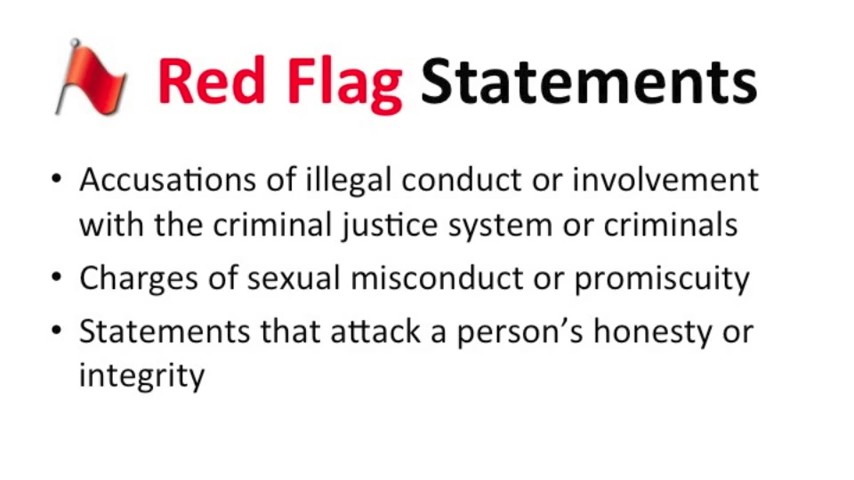 Red Flag Statements
• Accusations of illegal conduct or involvement
with the criminal justice system or criminals
• Charges of sexual misconduct or promiscuity
• Statements that attack a person’s honesty or
integrity